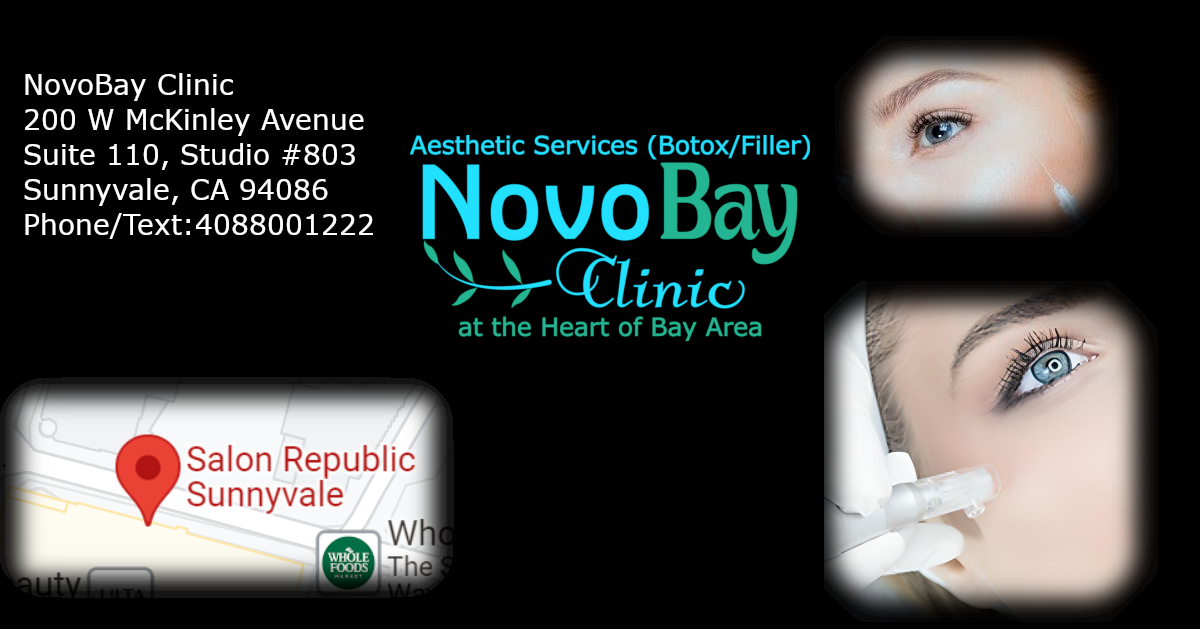 NovoBay Clinic
200 W McKinley Avenue
Suite 110, Studio #803
Sunnyvale, CA 94086
Phone/Text:4088001222
Aesthetic Services (Botox/Filler)
NovoBay
Clinic
at the Heart of Bay Area
Salon Republic
Sunnyvale
WHOLE
FOODS
MARKET
The